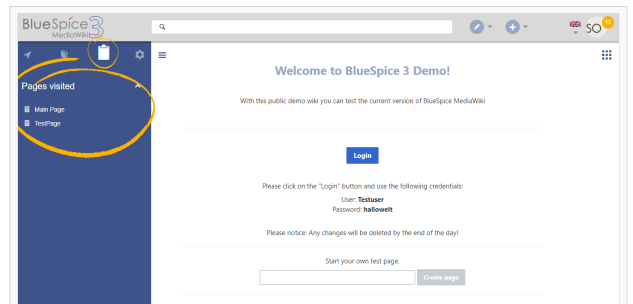 BlueSpice 3
MediaWiki
SO
Pages visited
Main Page
TestPage
Welcome to BlueSpice 3 Demo!
With this public demo wiki you can test the current version of BlueSpice MediaWiki
Login
Please click on the "Login" button and use the following credentials:
User: Testuser
Password: hallowelt
Please notice: Any changes will be deleted by the end of the day!
Start your own test page.
Create page